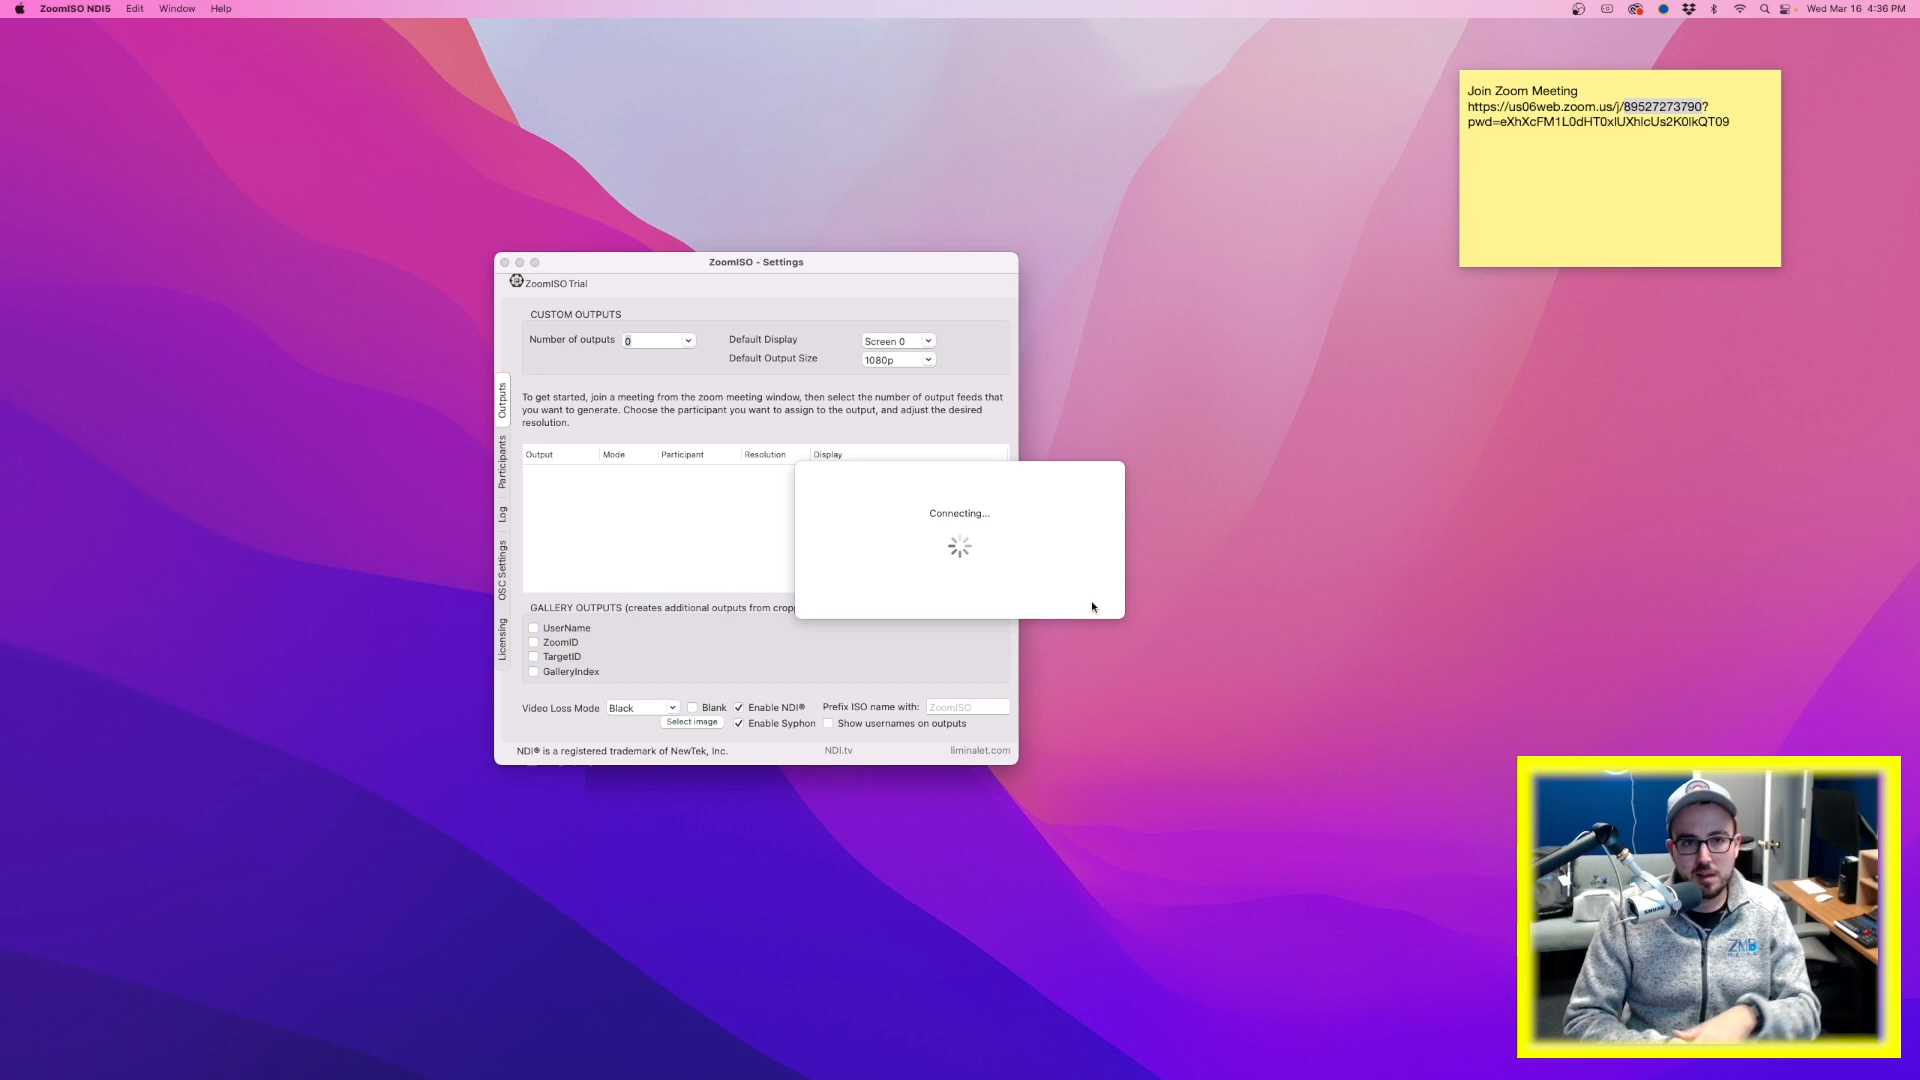 ZoomISO NDI5 Edit Window Help
Wed Mar 16 4:36 PM
Join Zoom Meeting
https://us06web.zoom.us/j/89527273790?
pwd=eXhXcFM1L0dHT0xlUXhlcUs2K0lkQT09
ZoomISO - Settings
ZoomISO Trial
CUSTOM OUTPUTS
Number of outputs 0 Default Display Screen 0
Default Output Size 1080p
To get started, join a meeting from the zoom meeting window, then select the number of output feeds that
you want to generate. Choose the participant you want to assign to the output, and adjust the desired
resolution.
Outputs
Participants
Log
OSC Settings
Licensing
Output Mode Participant Resolution Display
Connecting...
GALLERY OUTPUTS (creates additional outputs from crop
UserName
ZoomID
TargetID
GalleryIndex
Video Loss Mode Black Blank Enable NDI® Prefix ISO name with: ZoomISO
Select image Enable Syphon Show usernames on outputs
NDI® is a registered trademark of NewTek, Inc. NDI.tv liminalet.com
SHURE
ZMB